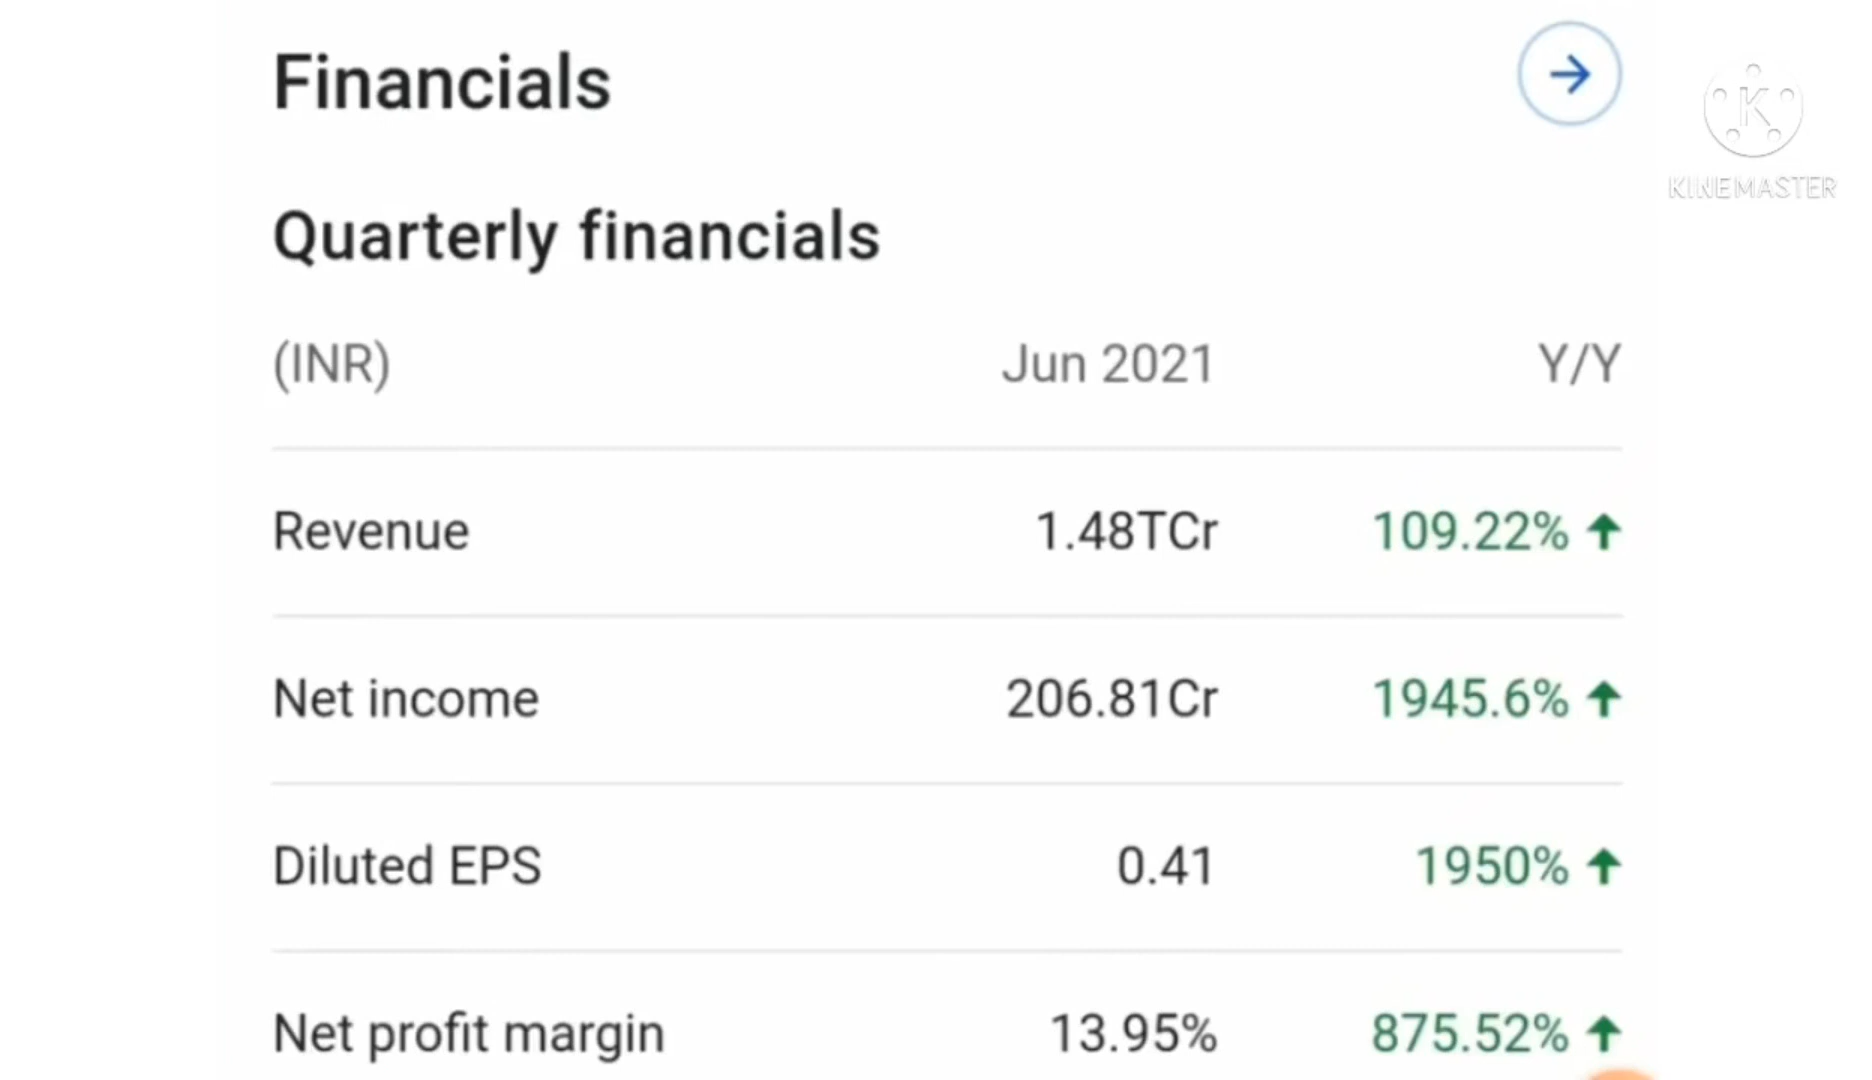 Financials
K
KINEMASTER
Quarterly financials
(INR) Jun 2021 Y/Y
Revenue 1.48TCr 109.22%
Net income 206.81Cr 1945.6%
Diluted EPS 0.41 1950%
Net profit margin 13.95% 875.52%